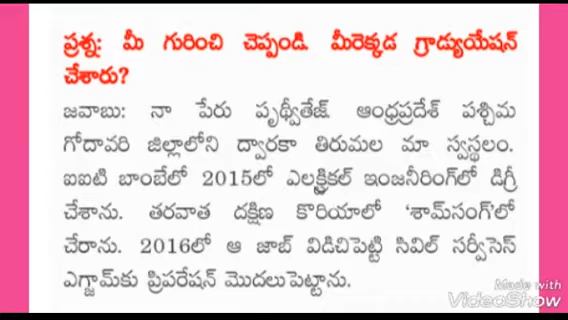 ప్రశ్న: మీ గురించి చెప్పండి. మీరెక్కడ గ్రాడ్యుయేషన్
చేశారు?
జవాబు: నా పేరు పృథ్వీతేజ్ ఆంధ్రప్రదేశ్ పశ్చిమ
గోదావరి జిల్లాలోని ద్వారకా తిరుమల మా స్వస్థలం.
ఐఐటి బాంబేలో 2015లో ఎలక్ట్రికల్ ఇంజనీరింగ్‌లో డిగ్రీ
చేశాను. తరవాత దక్షిణ కొరియాలో ‘శామ్‌సంగ్’లో
చేరాను. 2016లో ఆ జాబ్ విడిచిపెట్టి సివిల్ సర్వీసెస్
ఎగ్జామ్‌కు ప్రిపరేషన్ మొదలుపెట్టాను.
Made with
VideoShow